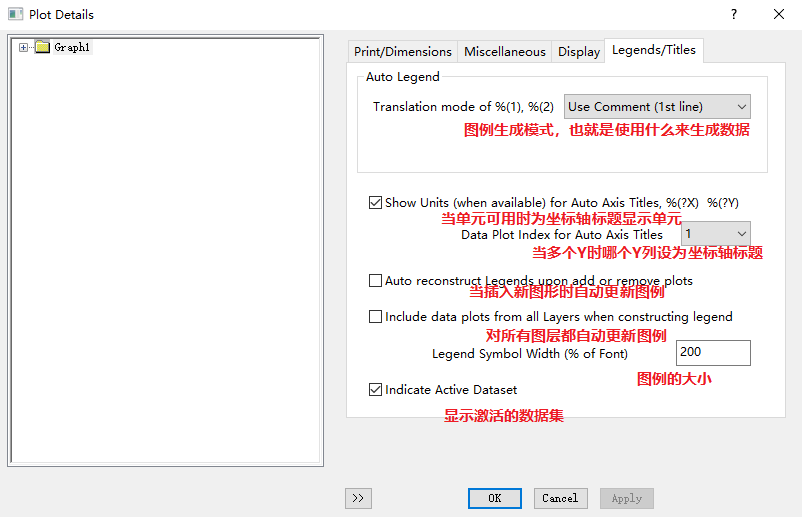 Plot Details
?
Graph1
Print/Dimensions Miscellaneous Display Legends/Titles
Auto Legend
Translation mode of %(1), %(2) Use Comment (1st line)
图例生成模式，也就是使用什么来生成数据
Show Units (when available) for Auto Axis Titles, %(?X) %(?Y)
当单元可用时为坐标轴标题显示单元
Data Plot Index for Auto Axis Titles 1
当多个Y时哪个Y列设为坐标轴标题
Auto reconstruct Legends upon add or remove plots
当插入新图形时自动更新图例
Include data plots from all Layers when constructing legend
对所有图层都自动更新图例
Legend Symbol Width (% of Font) 200
图例的大小
Indicate Active Dataset
显示激活的数据集
>> OK Cancel Apply